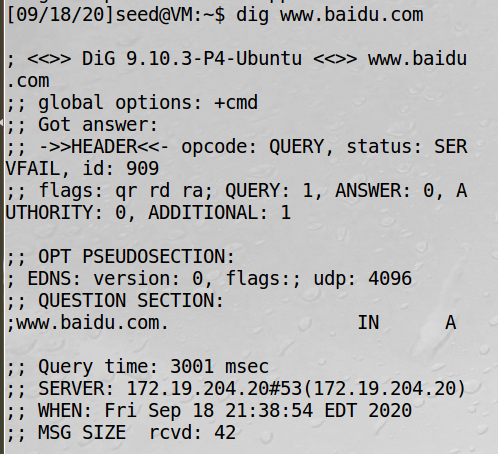 [09/18/20]seed@VM:~$ dig www.baidu.com
; <<>> DiG 9.10.3-P4-Ubuntu <<>> www.baidu
.com
;; global options: +cmd
;; Got answer:
;; ->>HEADER<<- opcode: QUERY, status: SER
VFAIL, id: 909
;; flags: qr rd ra; QUERY: 1, ANSWER: 0, A
UTHORITY: 0, ADDITIONAL: 1
;; OPT PSEUDOSECTION:
; EDNS: version: 0, flags:; udp: 4096
;; QUESTION SECTION:
;www.baidu.com. IN A
;; Query time: 3001 msec
;; SERVER: 172.19.204.20#53(172.19.204.20)
;; WHEN: Fri Sep 18 21:38:54 EDT 2020
;; MSG SIZE rcvd: 42